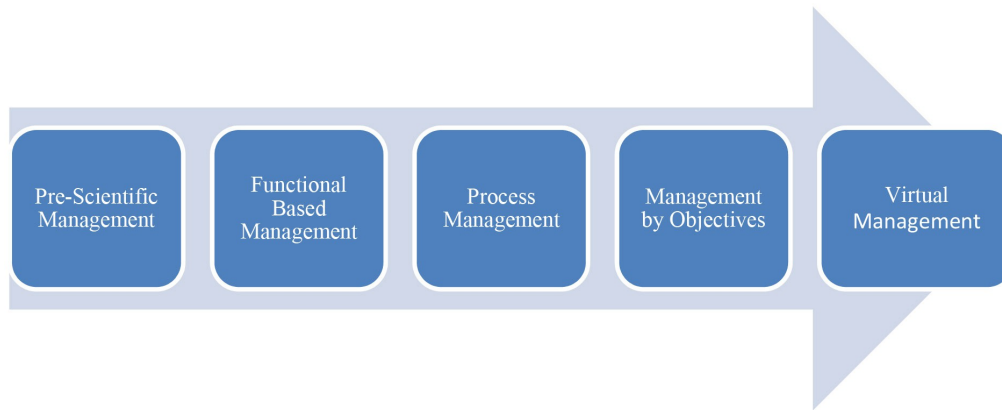 Pre-Scientific
Management
Functional
Based
Management
Process
Management
Management
by Objectives
Virtual
Management